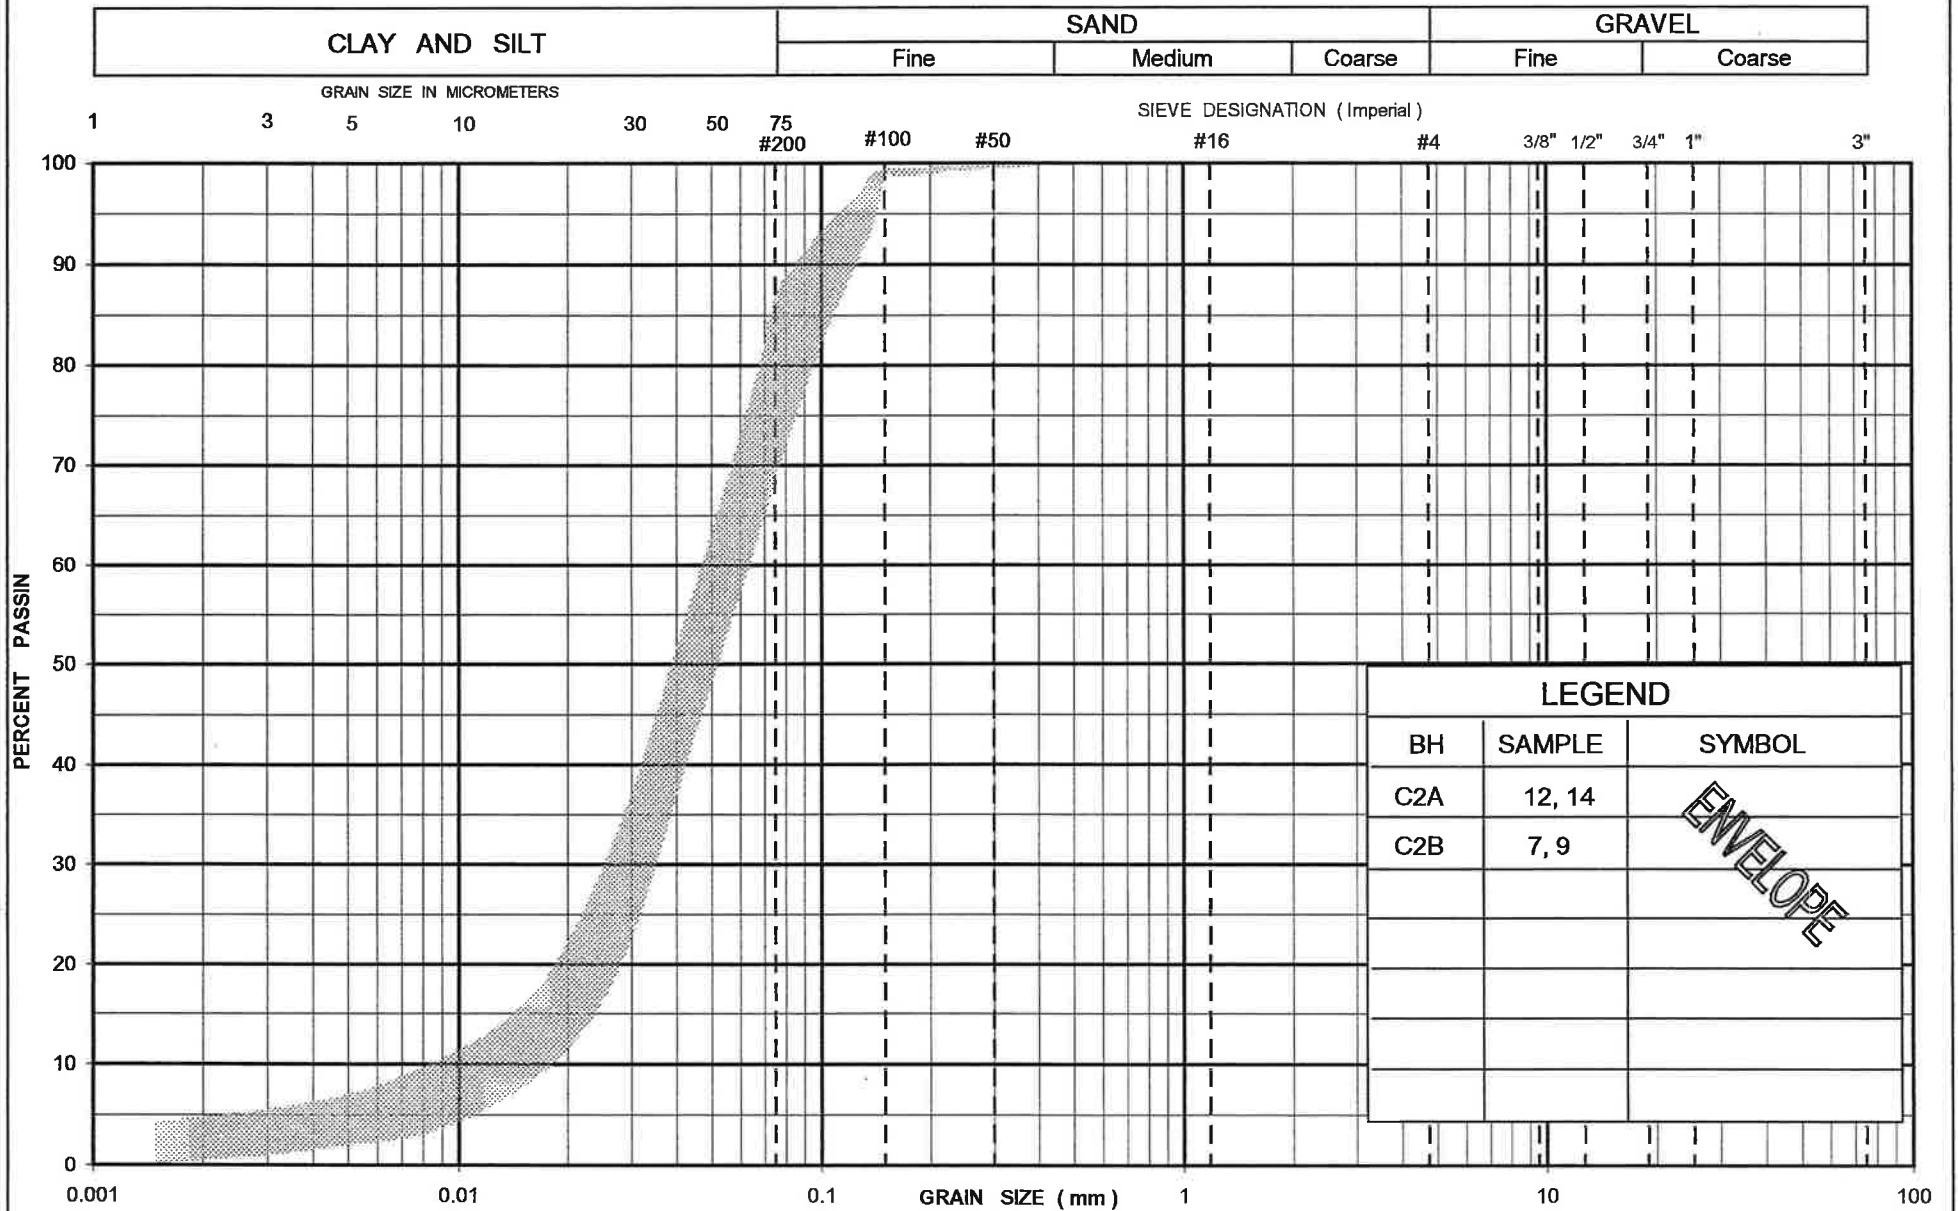 CLAY AND SILT
SAND
GRAVEL
Fine
Medium
Coarse
Fine
Coarse
GRAIN SIZE IN MICROMETERS
SIEVE DESIGNATION ( Imperial )
1 3 5 10 30 50 75
#200 #100 #50 #16 #4 3/8" 1/2" 3/4" 1" 3"
100
90
80
70
60
50
40
30
20
10
0
PERCENT PASSIN
LEGEND
BH SAMPLE SYMBOL
C2A 12, 14
C2B 7, 9
ENVELOPE
0.001 0.01 0.1 1 10 100
GRAIN SIZE ( mm )